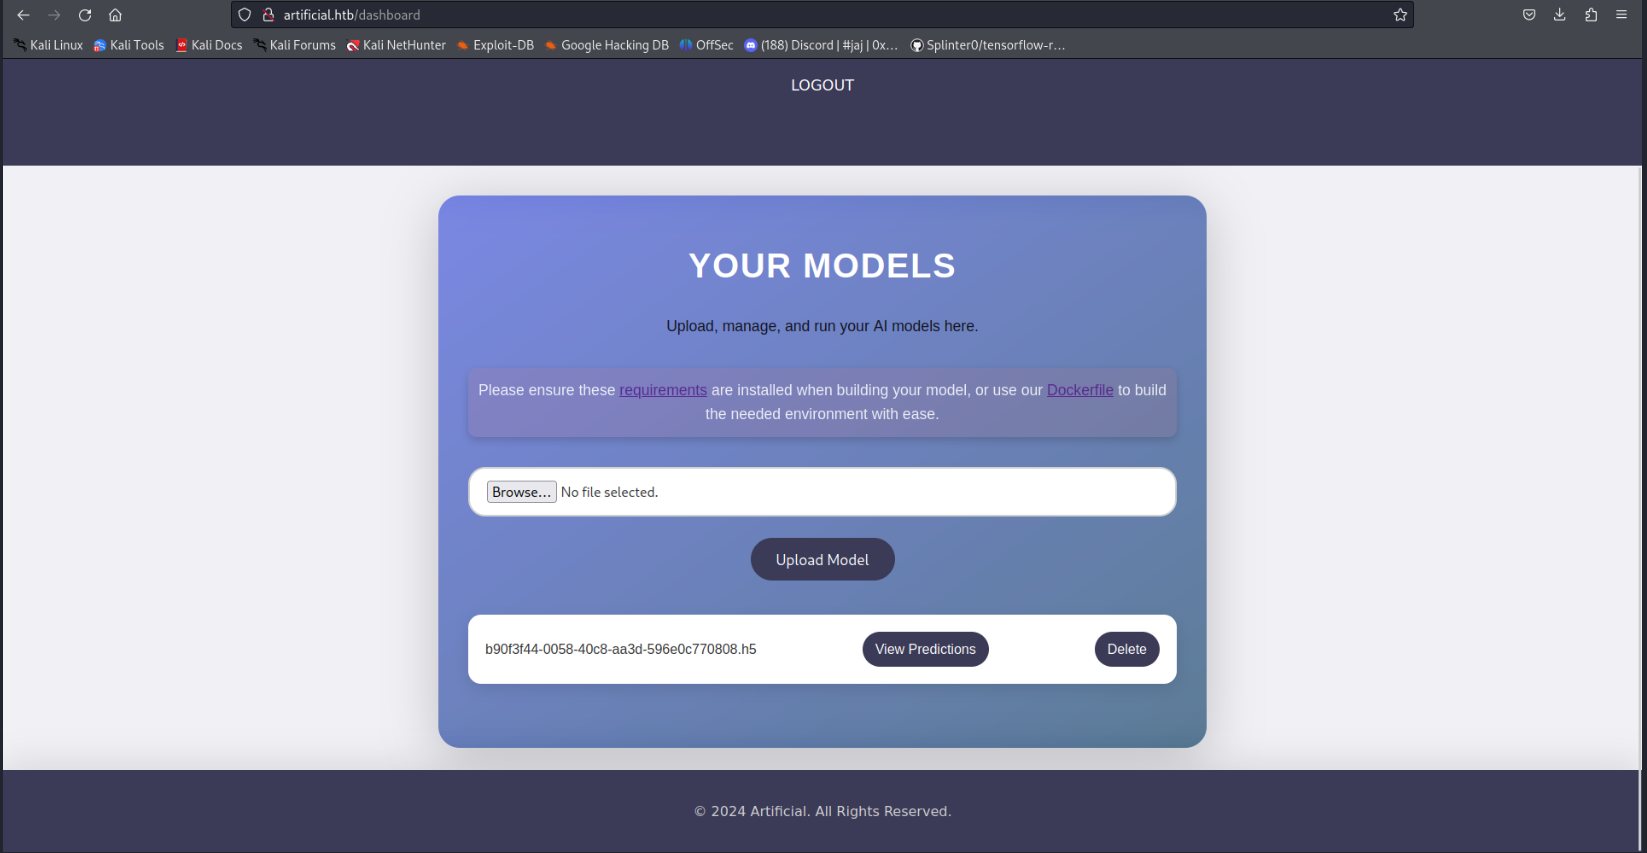 artificial.htb/dashboard
Kali Linux Kali Tools Kali Docs Kali Forums Kali NetHunter Exploit-DB Google Hacking DB OffSec (188) Discord | #jaj | 0x... Splinter0/tensorflow-r...
LOGOUT
YOUR MODELS
Upload, manage, and run your AI models here.
Please ensure these requirements are installed when building your model, or use our Dockerfile to build
the needed environment with ease.
Browse... No file selected.
Upload Model
b90f3f44-0058-40c8-aa3d-596e0c770808.h5 View Predictions Delete
© 2024 Artificial. All Rights Reserved.